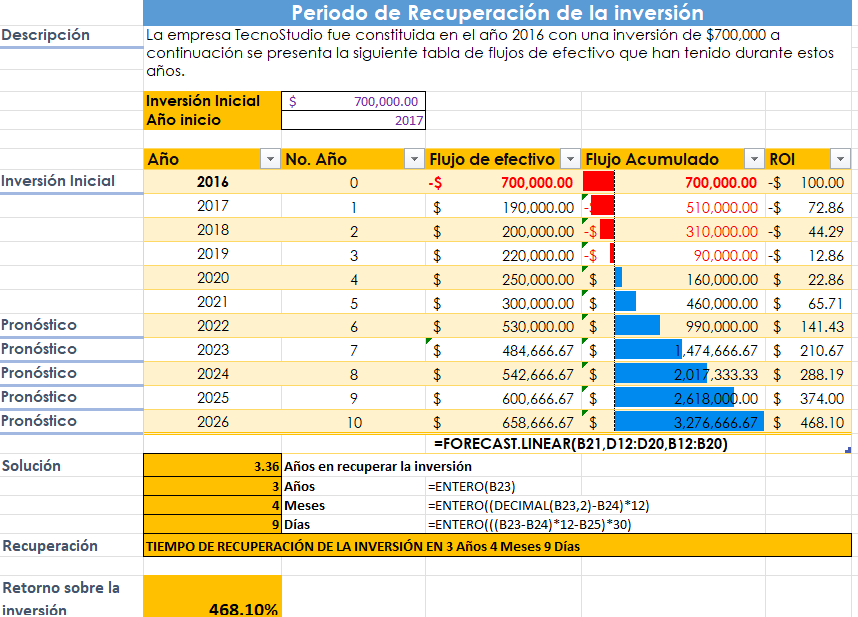 Periodo de Recuperación de la inversión
Descripción
La empresa TecnoStudio fue constituida en el año 2016 con una inversión de $700,000 a
continuación se presenta la siguiente tabla de flujos de efectivo que han tenido durante estos
años.
Inversión Inicial $ 700,000.00
Año inicio 2017
Año No. Año Flujo de efectivo Flujo Acumulado ROI
Inversión Inicial 2016 0 -$ 700,000.00 700,000.00 -$ 100.00
2017 1 $ 190,000.00 -$ 510,000.00 -$ 72.86
2018 2 $ 200,000.00 -$ 310,000.00 -$ 44.29
2019 3 $ 220,000.00 -$ 90,000.00 -$ 12.86
2020 4 $ 250,000.00 $ 160,000.00 $ 22.86
2021 5 $ 300,000.00 $ 460,000.00 $ 65.71
Pronóstico 2022 6 $ 530,000.00 $ 990,000.00 $ 141.43
Pronóstico 2023 7 $ 484,666.67 $ 1,474,666.67 $ 210.67
Pronóstico 2024 8 $ 542,666.67 $ 2,017,333.33 $ 288.19
Pronóstico 2025 9 $ 600,666.67 $ 2,618,000.00 $ 374.00
Pronóstico 2026 10 $ 658,666.67 $ 3,276,666.67 $ 468.10
=FORECAST.LINEAR(B21,D12:D20,B12:B20)
Solución 3.36 Años en recuperar la inversión
3 Años =ENTERO(B23)
4 Meses =ENTERO((DECIMAL(B23,2)-B24)*12)
9 Días =ENTERO(((B23-B24)*12-B25)*30)
Recuperación TIEMPO DE RECUPERACIÓN DE LA INVERSIÓN EN 3 Años 4 Meses 9 Días
Retorno sobre la
inversión 468.10%